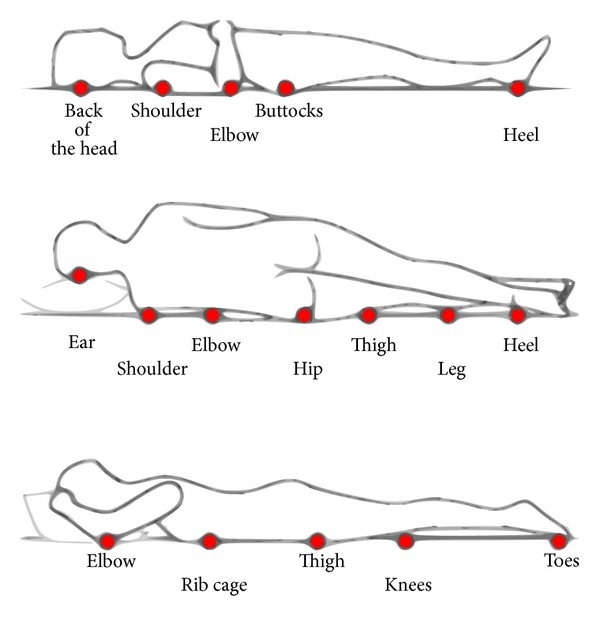 Back
of
the head
Shoulder
Elbow
Buttocks
Heel
Ear
Shoulder
Elbow
Hip
Thigh
Leg
Heel
Elbow
Rib cage
Thigh
Knees
Toes